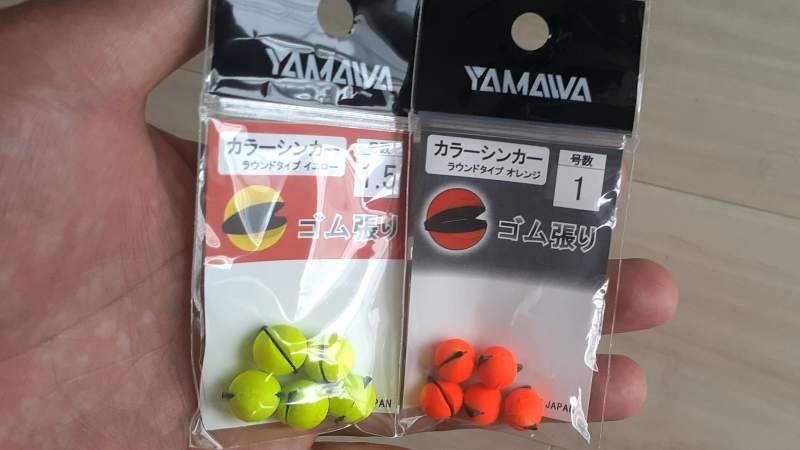 YAMAWA
カラーシンカー
ラウンドタイプ イエロー
号数
1.5
ゴム張り
PAN
YAMAWA
カラーシンカー
ラウンドタイプ オレンジ
号数
1
ゴム張り
JAPAN